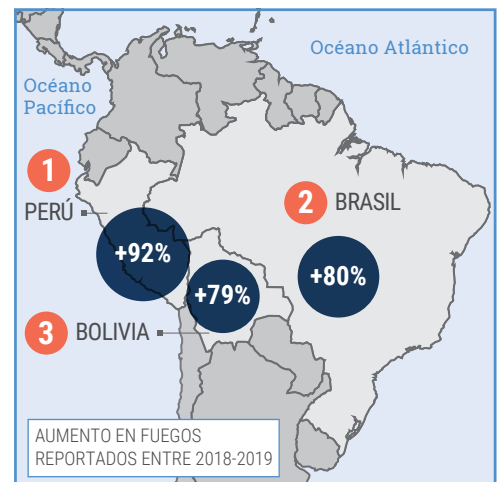 Océano Atlántico
Océano
Pacífico
1
PERÚ
2 BRASIL
+92%
+79%
+80%
3 BOLIVIA
AUMENTO EN FUEGOS
REPORTADOS ENTRE 2018-2019